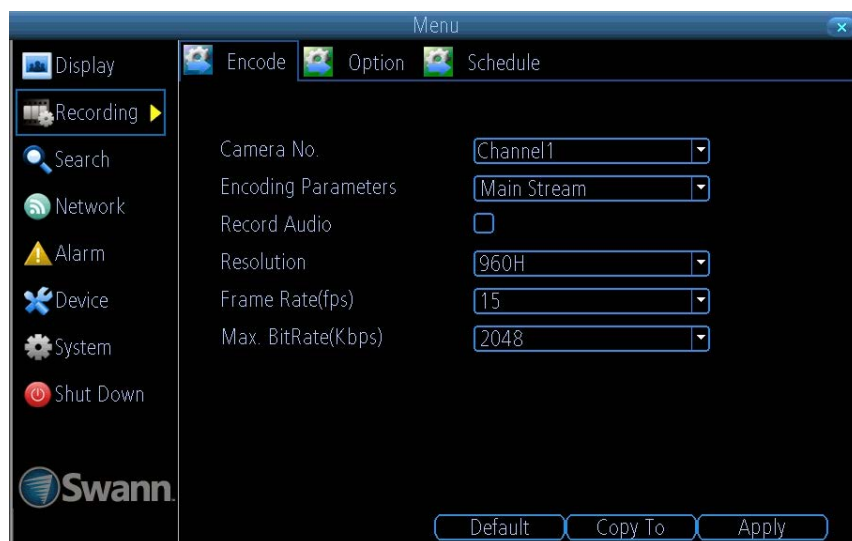 Menu
Display
Recording
Search
Network
Alarm
Device
System
Shut Down
Swann.
Encode Option Schedule
Camera No. Channel1
Encoding Parameters Main Stream
Record Audio
Resolution 960H
Frame Rate(fps) 15
Max. BitRate(Kbps) 2048
Default Copy To Apply